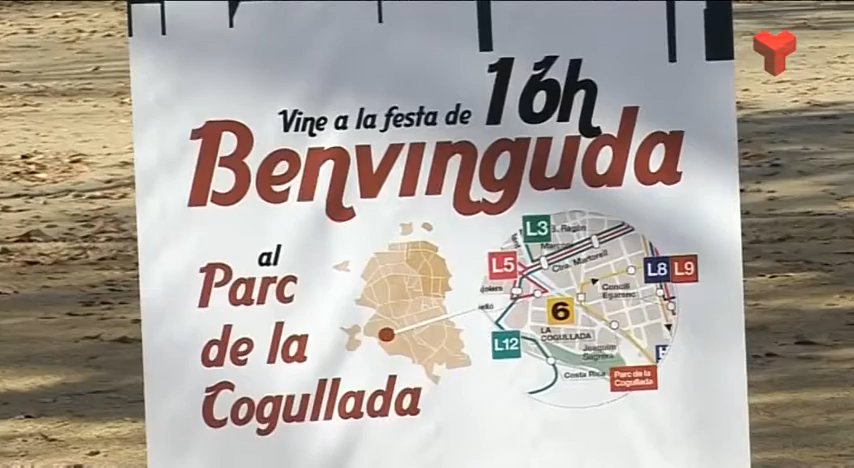 16h
Vine a la festa de
Benvinguda
al
Parc
de la
Cogullada
L3
L5
Ctra. Martorell
L8 L9
Concili
Egarenc
6
LA
COGULLADA
L12
Joaquim
Sagrera
Costa Rica
Parc de la
Cogullada